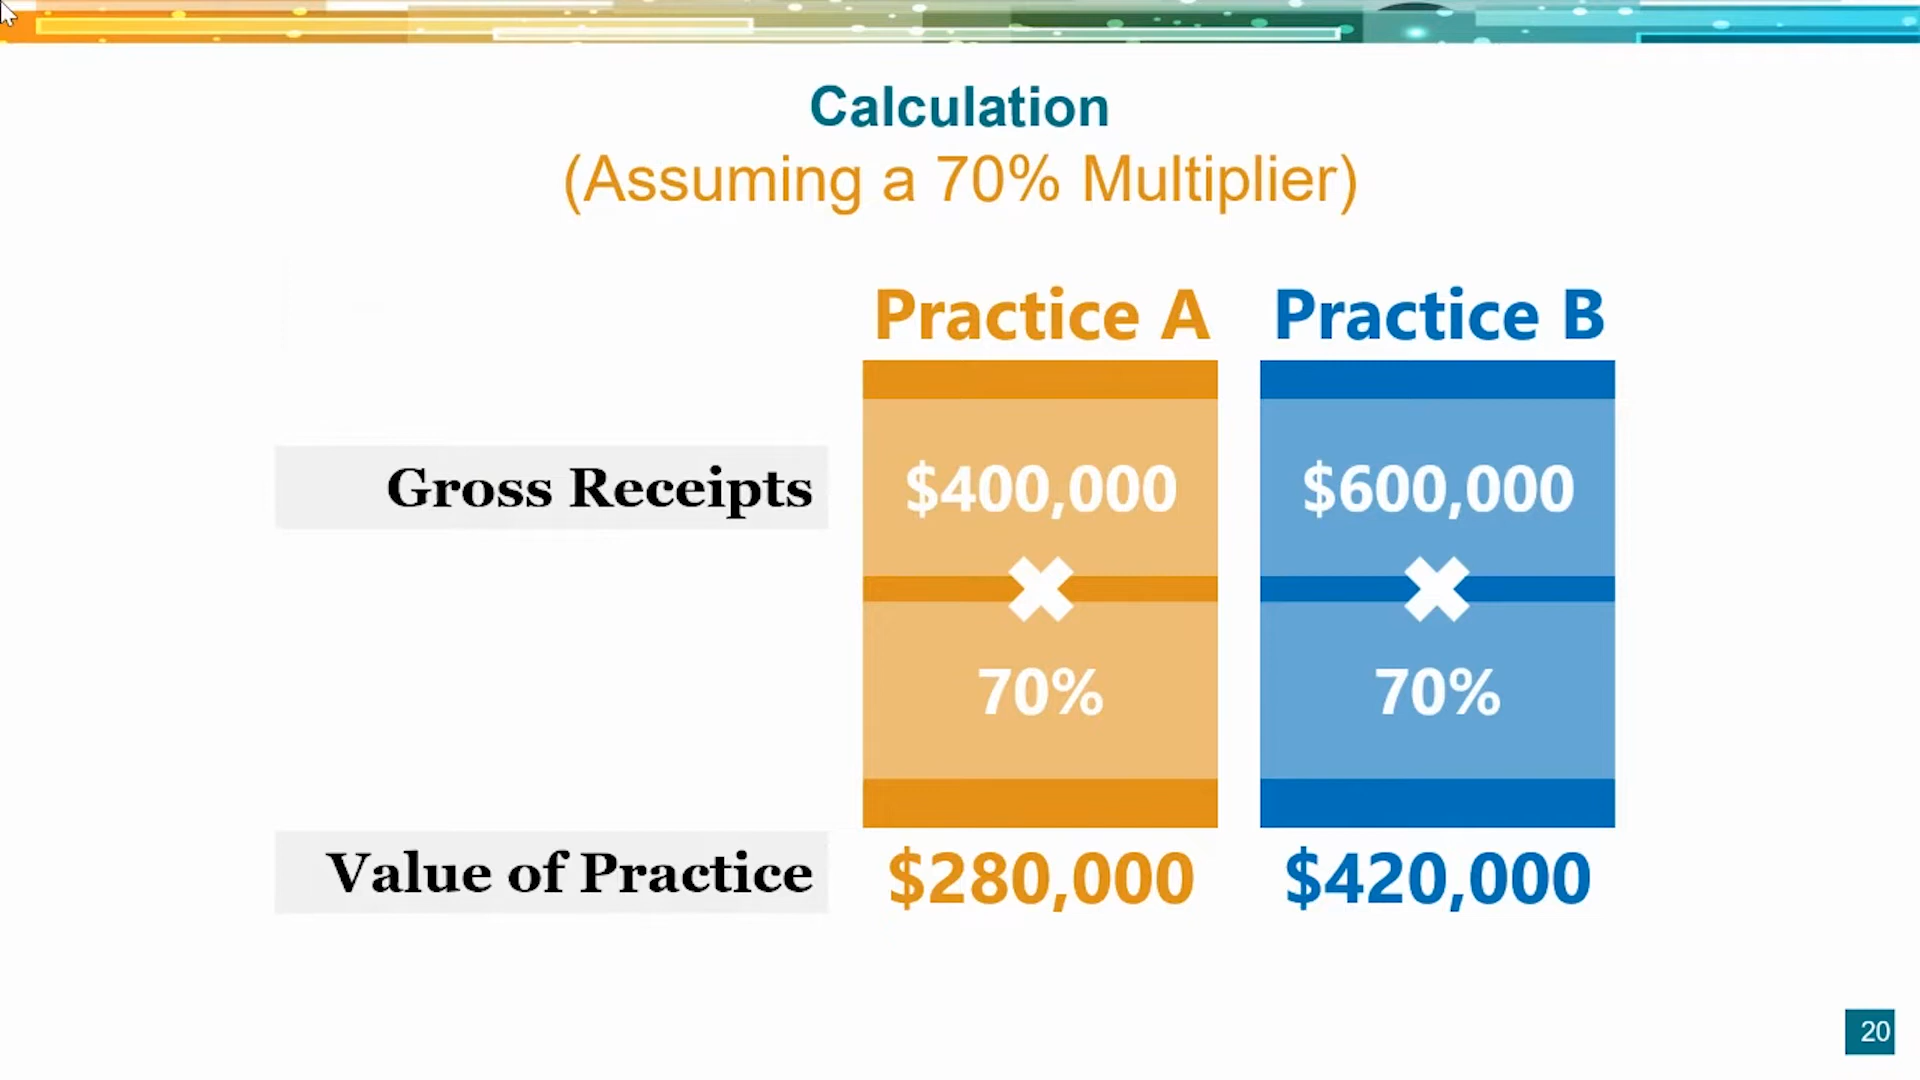 Calculation
(Assuming a 70% Multiplier)
Practice A Practice B
Gross Receipts $400,000 $600,000
70% 70%
Value of Practice $280,000 $420,000
20